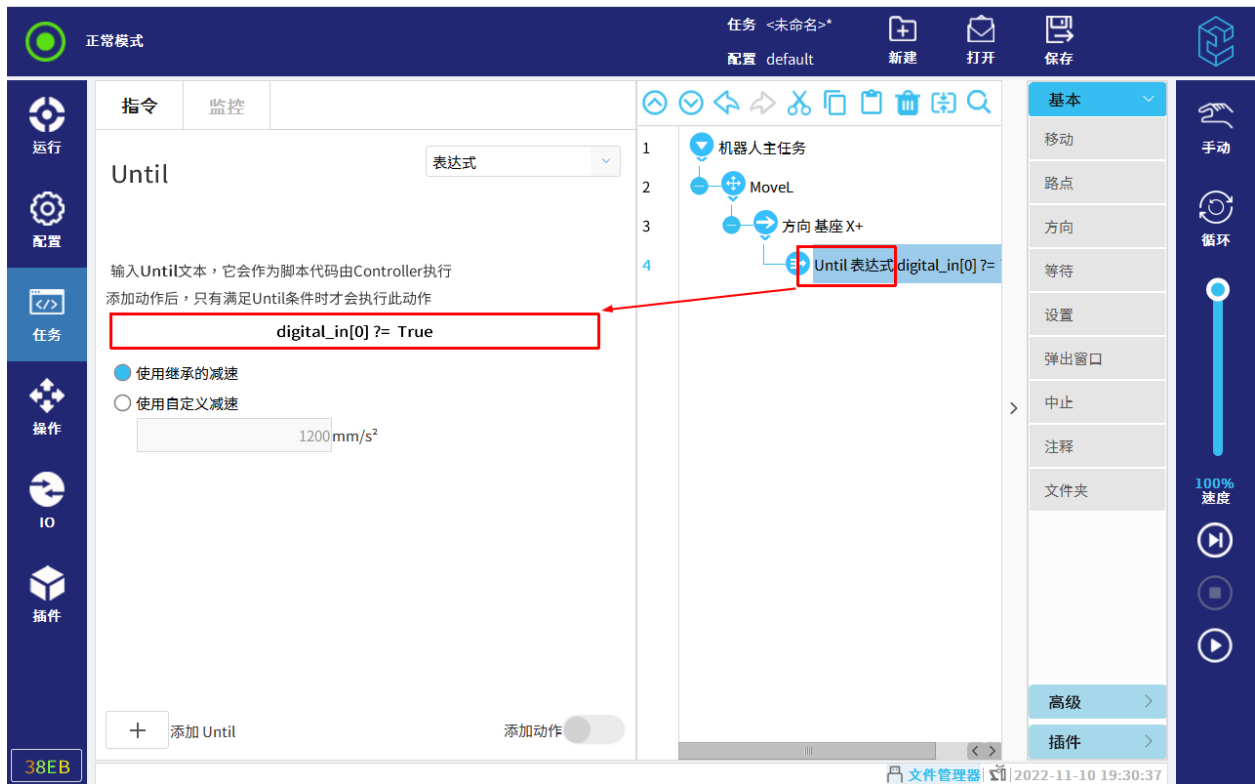 正常模式
任务 <未命名>*
配置 default
新建
打开
保存
运行
配置
任务
操作
IO
插件
38EB
指令
监控
Until
表达式
输入Until文本，它会作为脚本代码由Controller执行
添加动作后，只有满足Until条件时才会执行此动作
digital_in[0] ?= True
使用继承的减速
使用自定义减速
1200 mm/s²
添加 Until
添加动作
1 机器人主任务
2 MoveL
3 方向 基座 X+
4 Until 表达式 digital_in[0] ?=
基本
移动
路点
方向
等待
设置
弹出窗口
中止
注释
文件夹
高级
插件
手动
循环
100%
速度
文件管理器 2022-11-10 19:30:37